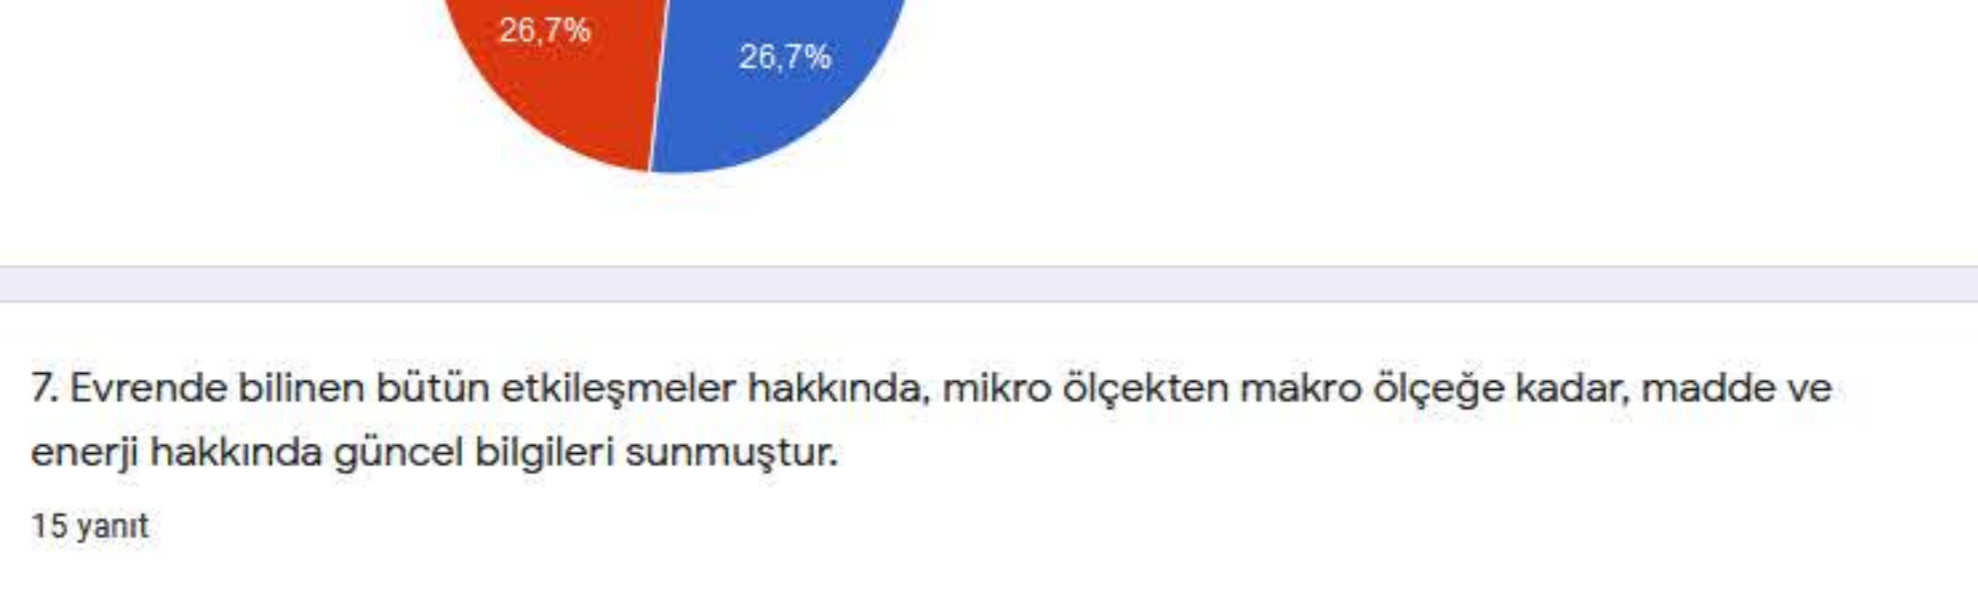 26,7%
26,7%
7. Evrende bilinen bütün etkileşmeler hakkında, mikro ölçekten makro ölçeğe kadar, madde ve
enerji hakkında güncel bilgileri sunmuştur.
15 yanıt